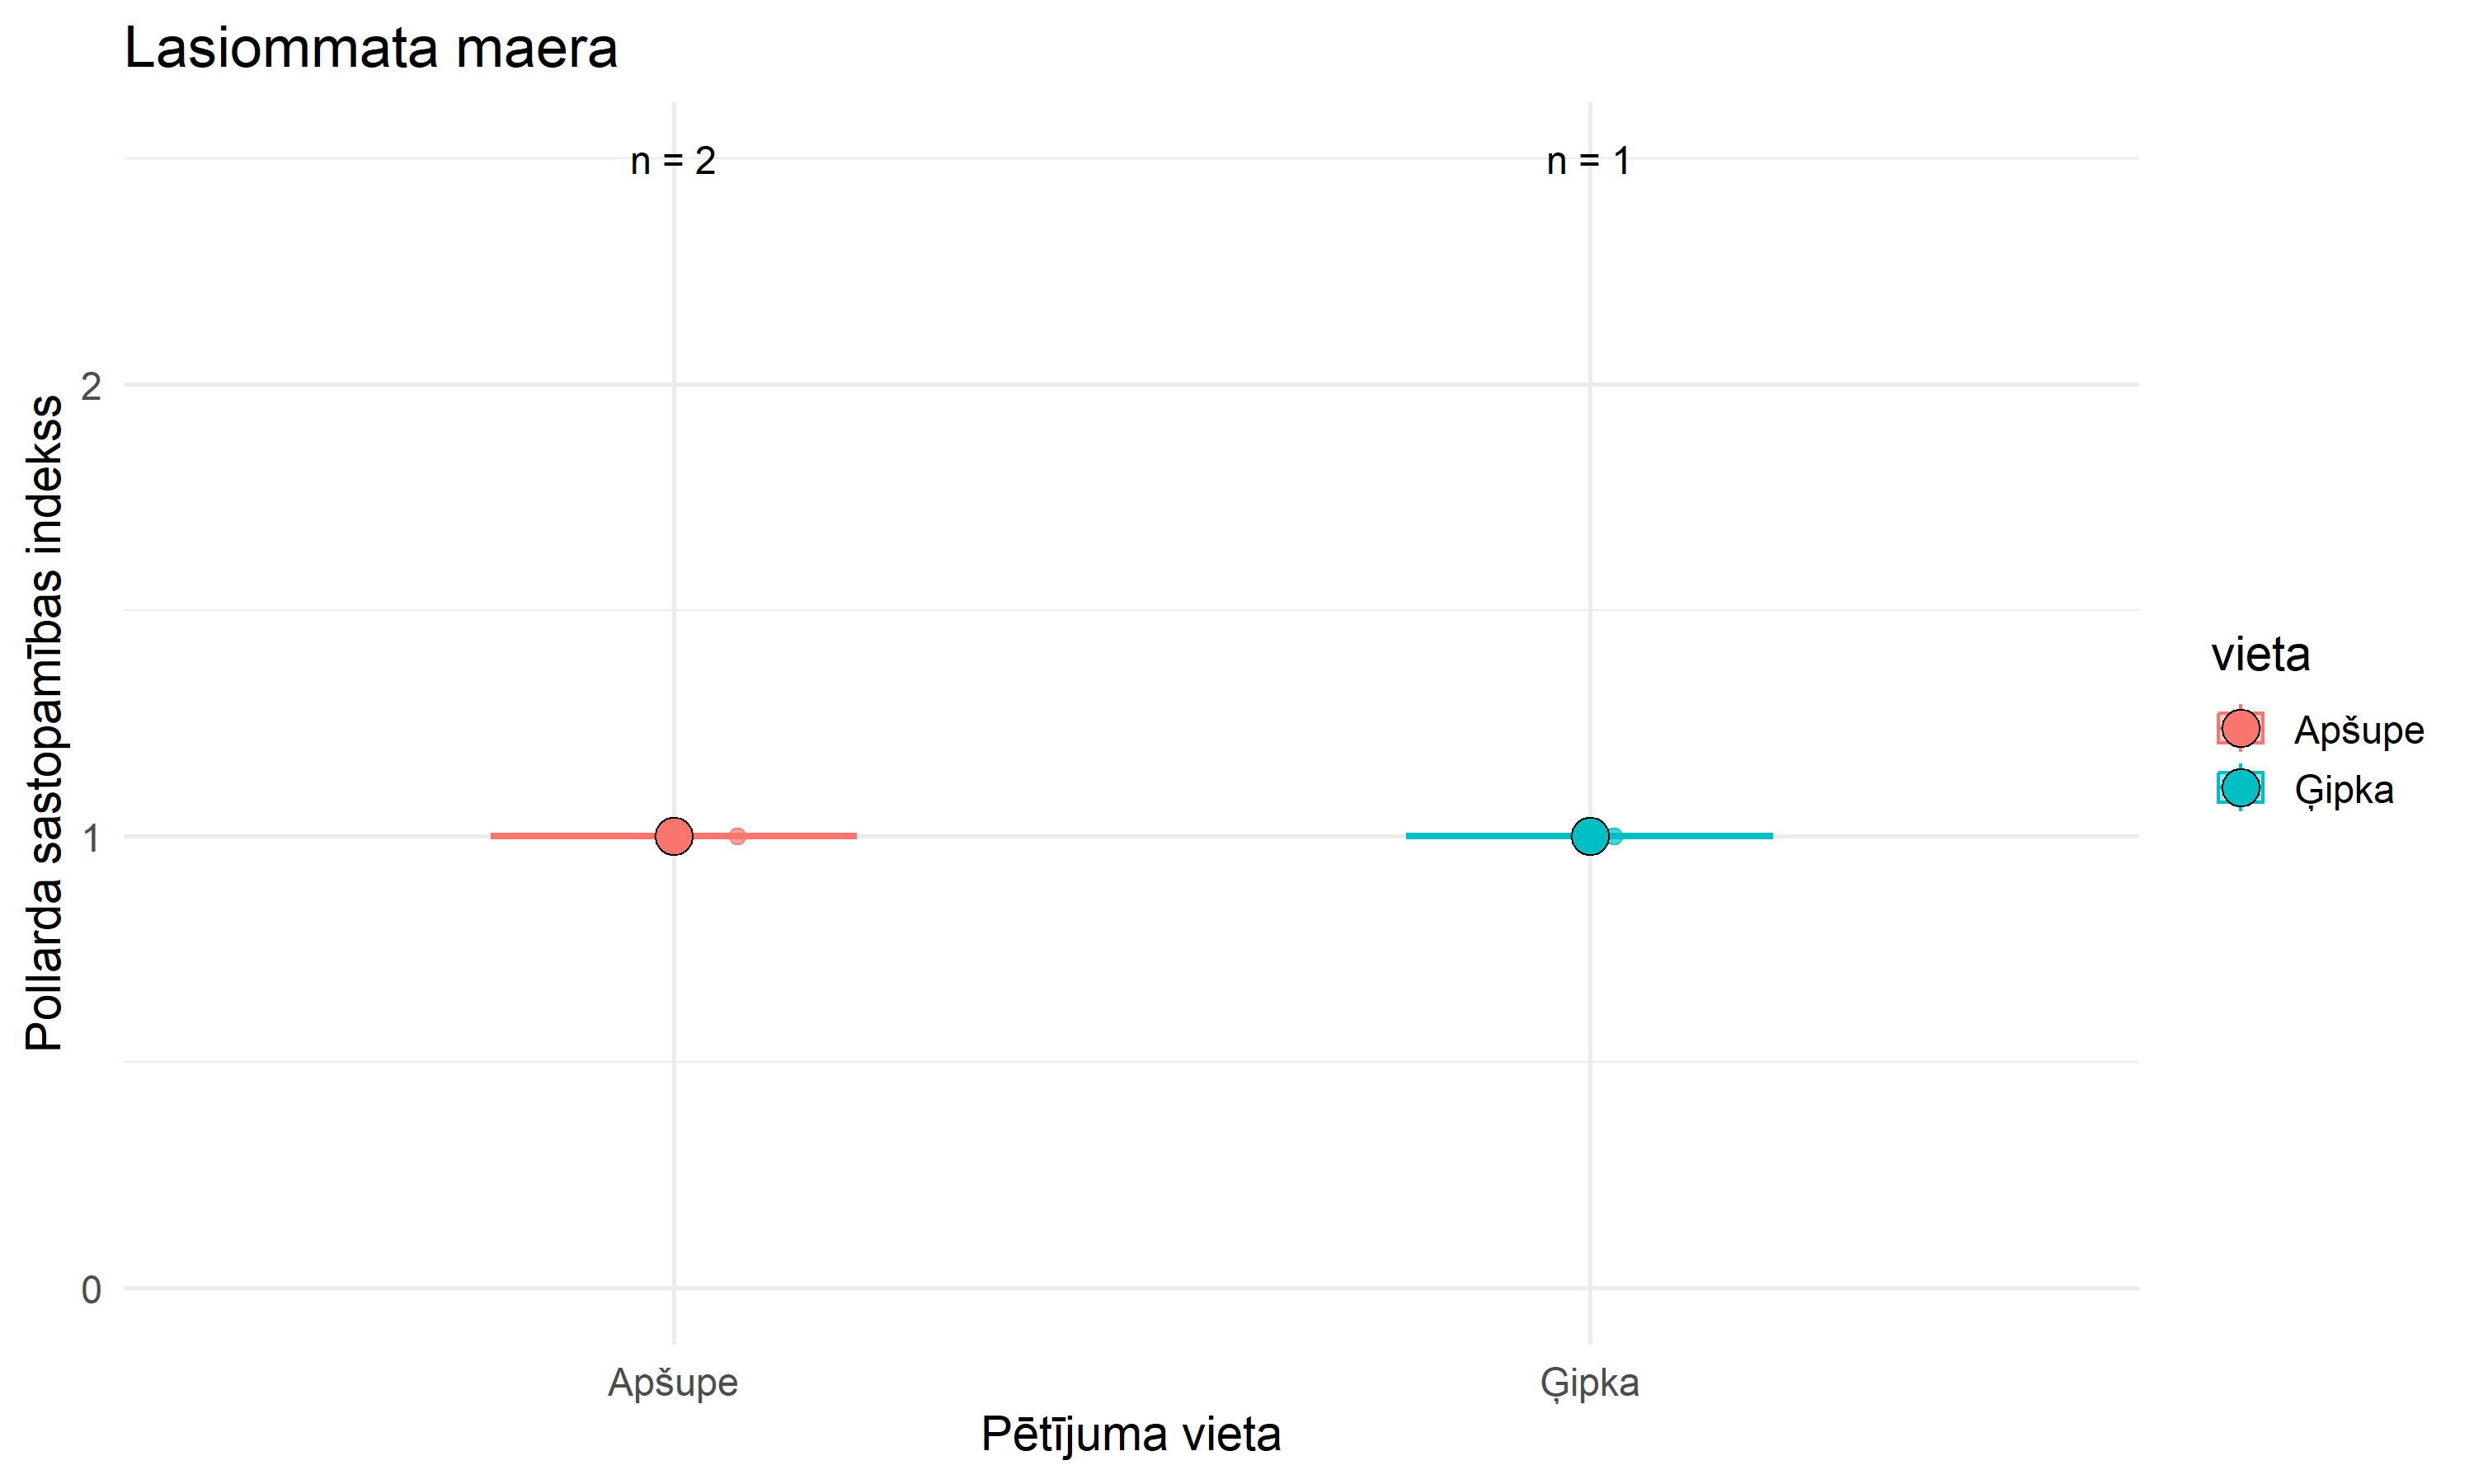 Lasiommata maera
n = 2
n = 1
Pollarda sastopamības indekss
2
1
0
Apšupe
Ģipka
Pētījuma vieta
vieta
Apšupe
Ģipka